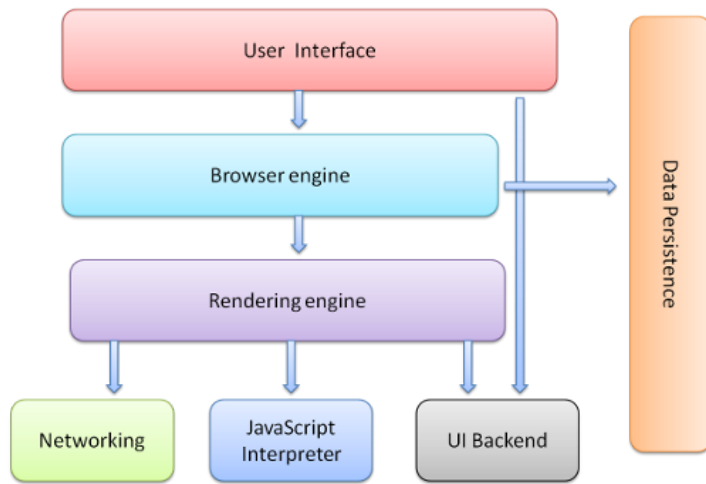 User Interface
Browser engine
Data Persistence
Rendering engine
Networking
JavaScript
Interpreter
UI Backend